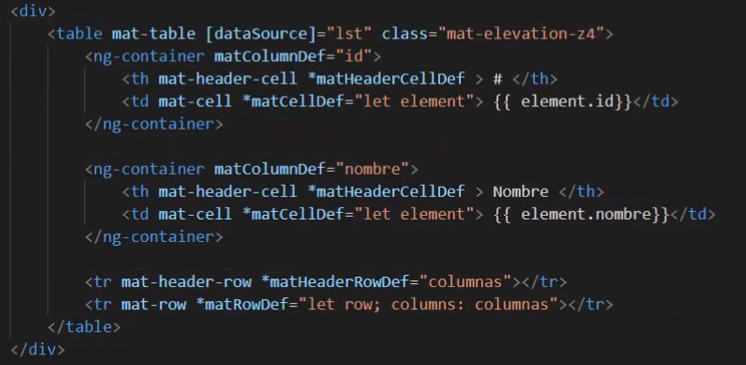 <div>
<table mat-table [dataSource]="lst" class="mat-elevation-z4">
<ng-container matColumnDef="id">
<th mat-header-cell *matHeaderCellDef > # </th>
<td mat-cell *matCellDef="let element"> {{ element.id}}</td>
</ng-container>
<ng-container matColumnDef="nombre">
<th mat-header-cell *matHeaderCellDef > Nombre </th>
<td mat-cell *matCellDef="let element"> {{ element.nombre}}</td>
</ng-container>
<tr mat-header-row *matHeaderRowDef="columnas"></tr>
<tr mat-row *matRowDef="let row; columns: columnas"></tr>
</table>
</div>